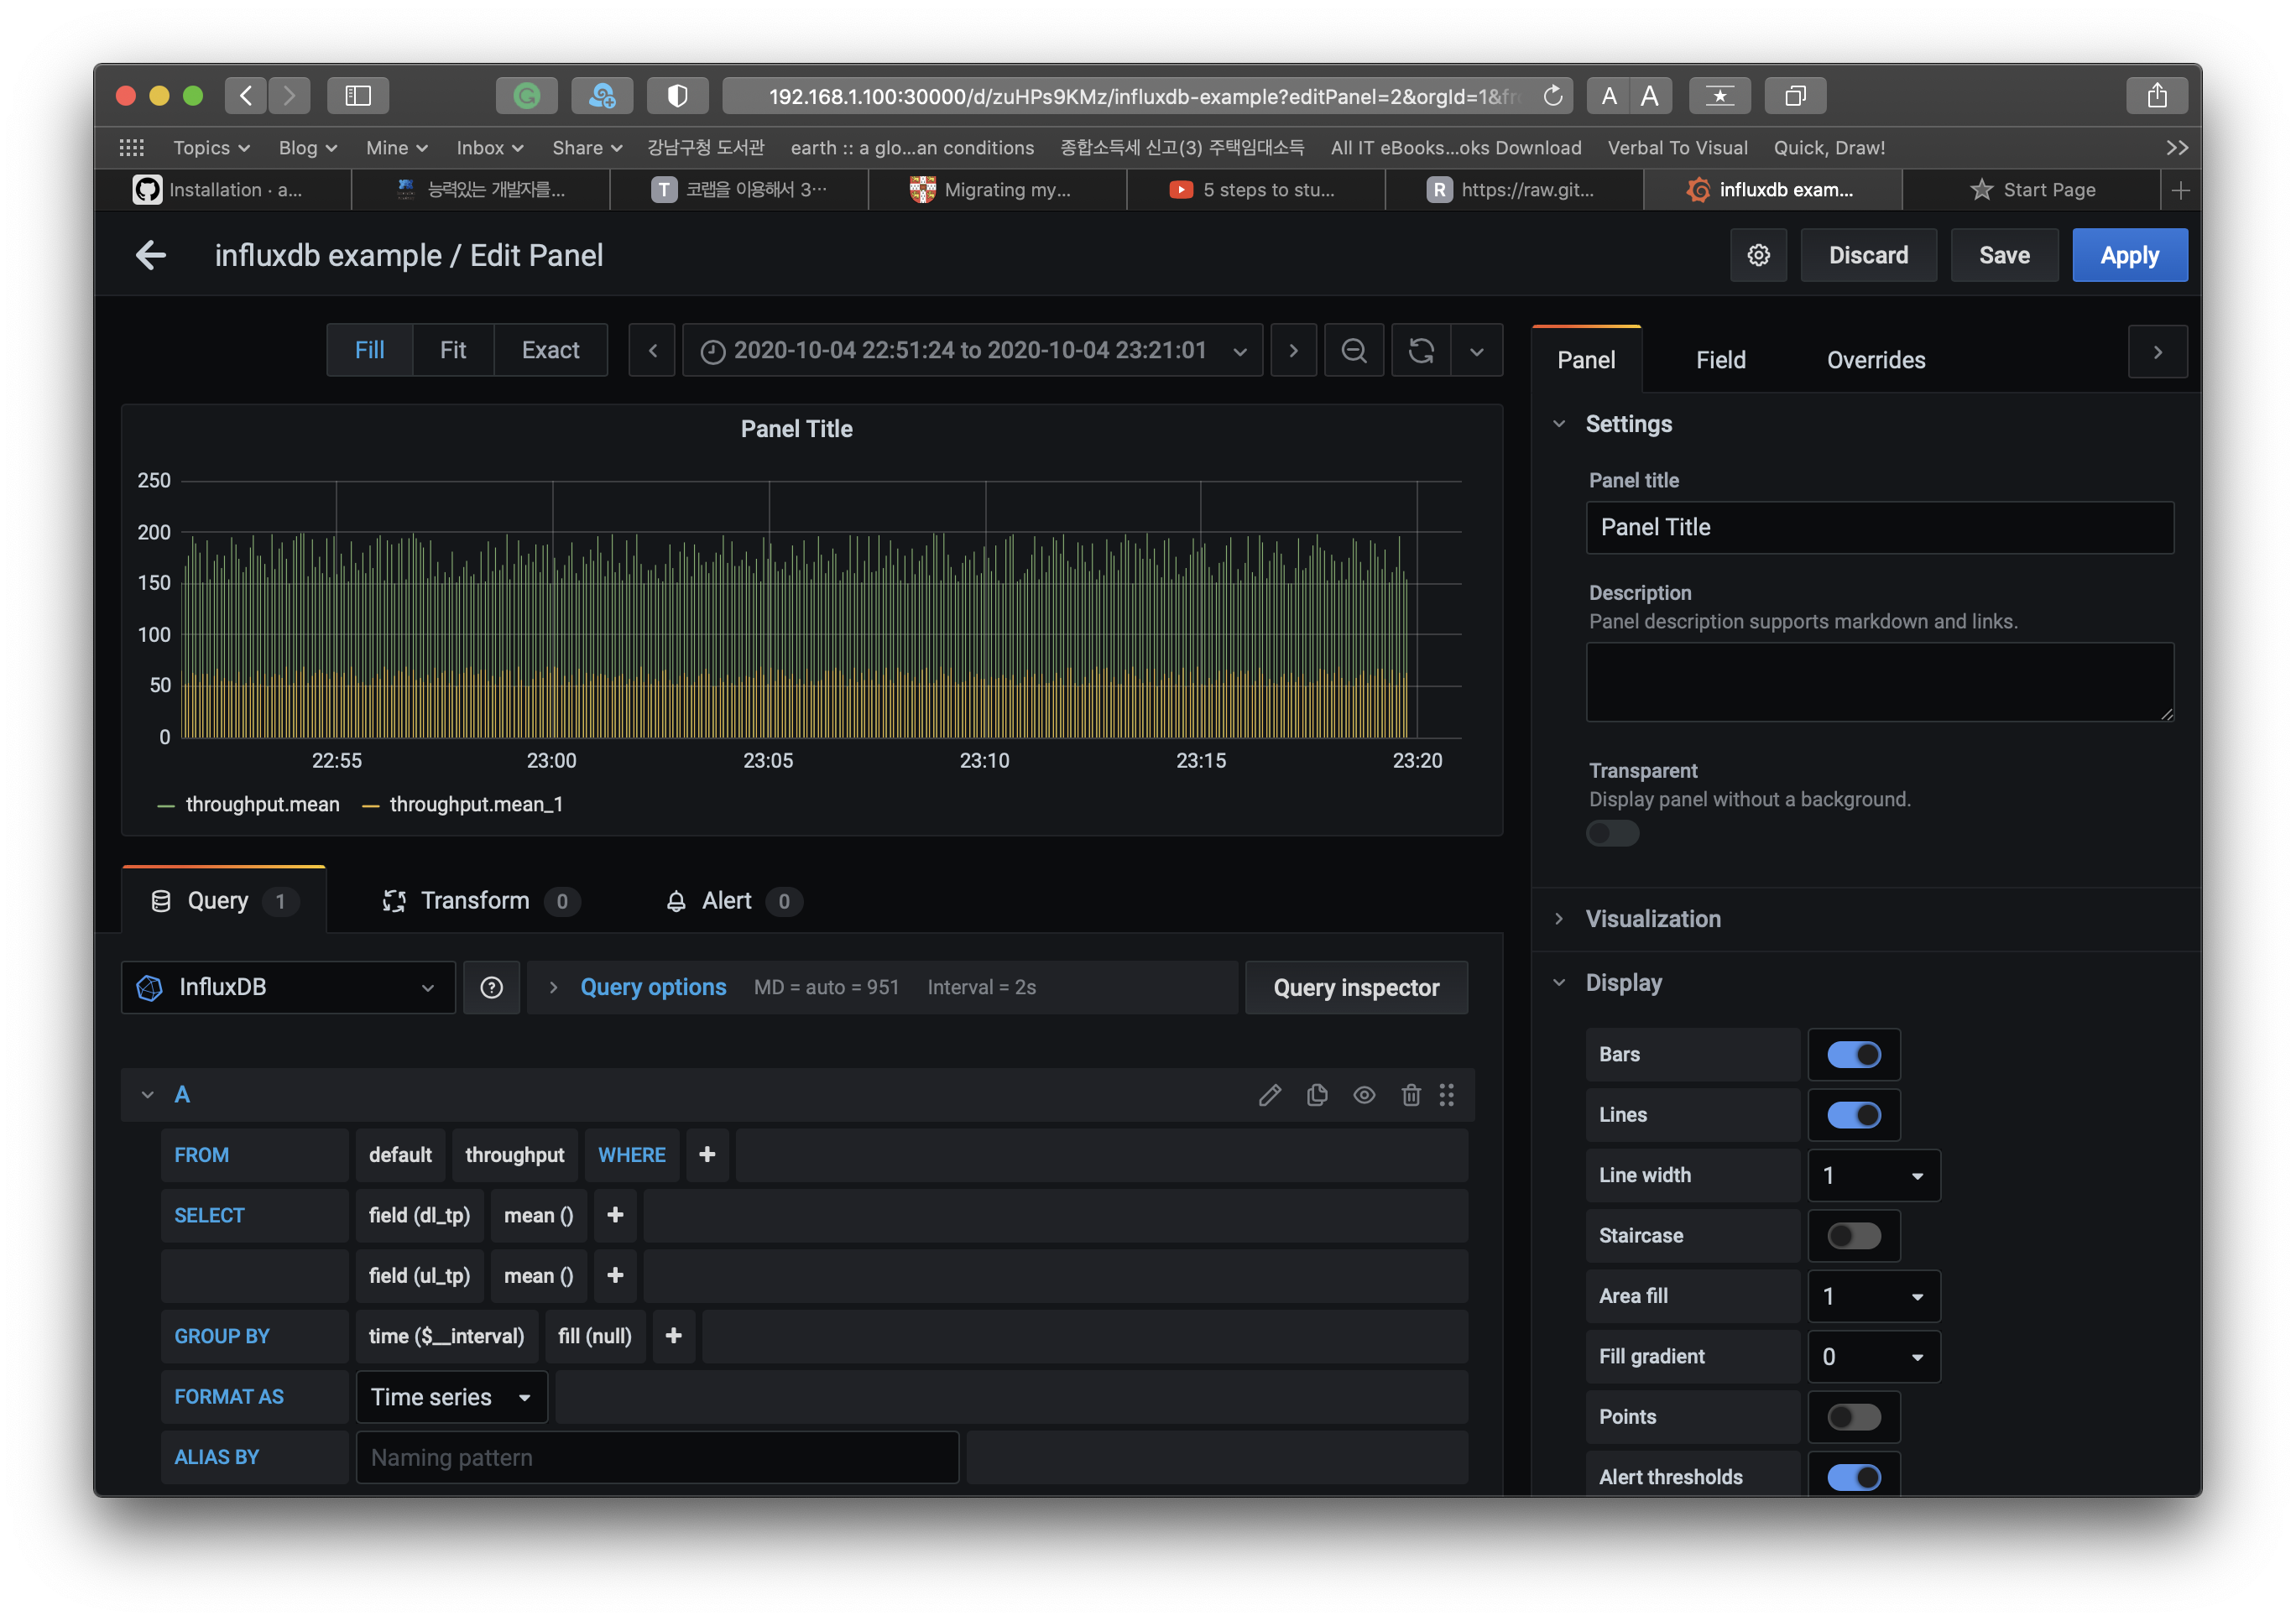 192.168.1.100:30000/d/zuHPs9KMz/influxdb-example?editPanel=2&orgId=1&fr
A A
Topics Blog Mine Inbox Share 강남구청 도서관 earth :: a glo...an conditions 종합소득세 신고(3) 주택임대소득 All IT eBooks...oks Download Verbal To Visual Quick, Draw!
Installation · a... 능력있는 개발자를... T 코랩을 이용해서 3··· Migrating my... 5 steps to stu... R https://raw.git... influxdb exam... Start Page
influxdb example / Edit Panel
Discard Save Apply
Fill Fit Exact 2020-10-04 22:51:24 to 2020-10-04 23:21:01
Panel Title
250
200
150
100
50
0
22:55 23:00 23:05 23:10 23:15 23:20
throughput.mean throughput.mean_1
Query 1 Transform 0 Alert 0
InfluxDB Query options MD = auto = 951 Interval = 2s Query inspector
A
FROM default throughput WHERE +
SELECT field (dl_tp) mean () +
field (ul_tp) mean () +
GROUP BY time ($__interval) fill (null) +
FORMAT AS Time series
ALIAS BY Naming pattern
Panel Field Overrides
Settings
Panel title
Panel Title
Description
Panel description supports markdown and links.
Transparent
Display panel without a background.
Visualization
Display
Bars
Lines
Line width 1
Staircase
Area fill 1
Fill gradient 0
Points
Alert thresholds